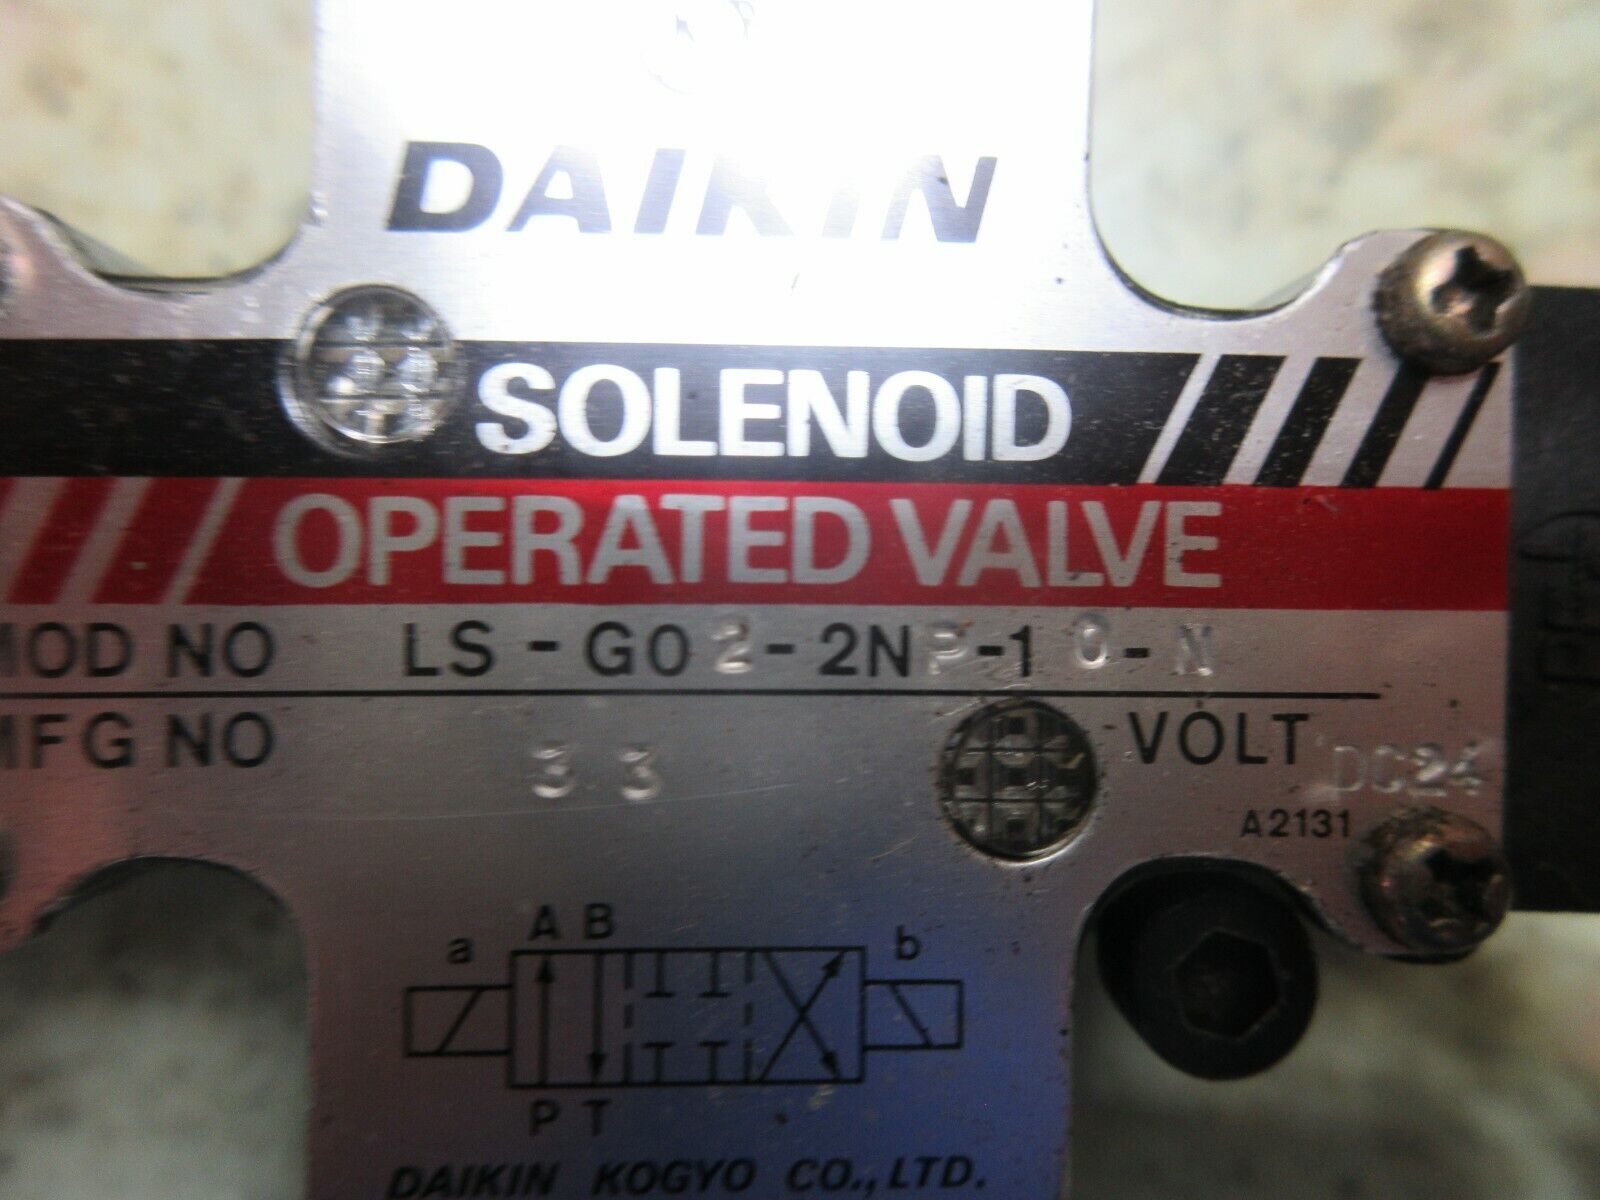 DAIKIN
SOLENOID
OPERATED VALVE
MOD NO LS-G02-2NP-10-N
MFG NO 33 VOLT DC24
A2131
A B
a b
P T
DAIKIN KOGYO CO.,LTD.